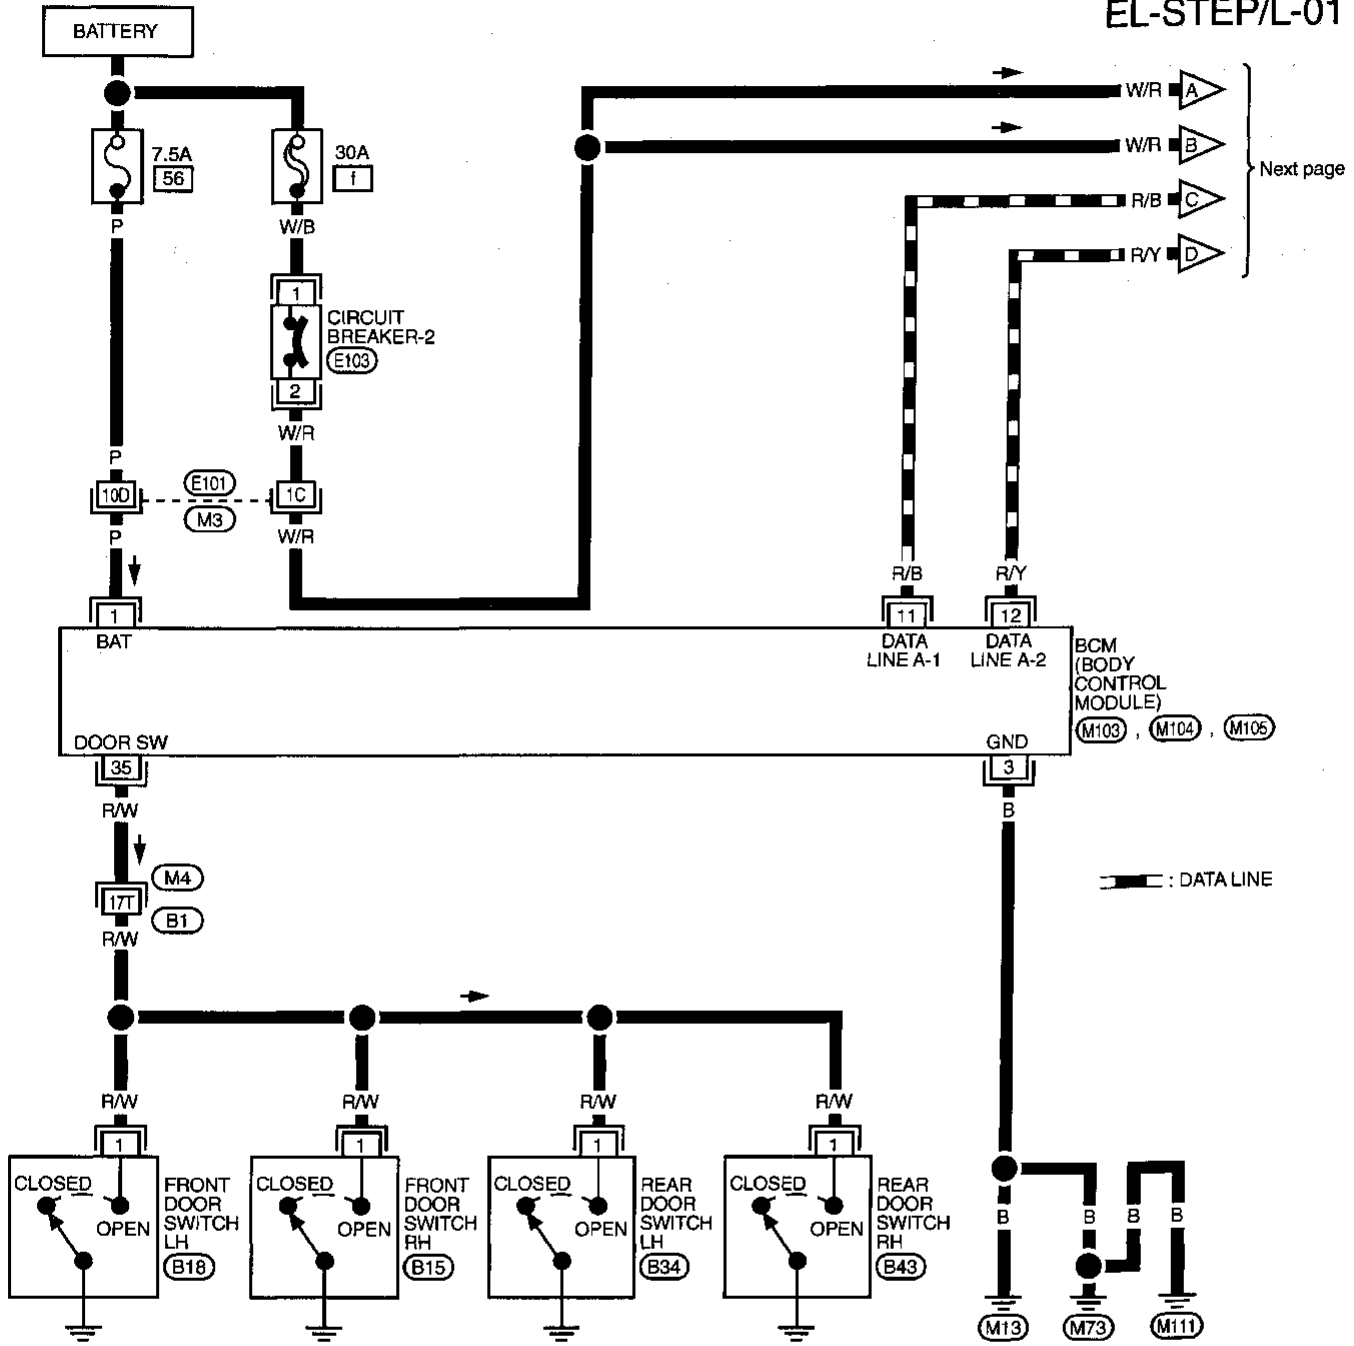 EL-STEP/L-01
BATTERY
7.5A
56
30A
f
P
W/B
W/R A
W/R B
R/B C
R/Y D
Next page
1
CIRCUIT
BREAKER-2
E103
2
W/R
P
10D
E101
M3
1C
P
W/R
R/B
R/Y
1
11
12
BAT
DATA
LINE A-1
DATA
LINE A-2
BCM
(BODY
CONTROL
MODULE)
M103 , M104 , M105
DOOR SW
GND
35
3
R/W
B
M4
17T
B1
R/W
: DATA LINE
R/W
R/W
R/W
R/W
1
1
1
1
CLOSED
OPEN
FRONT
DOOR
SWITCH
LH
B18
CLOSED
OPEN
FRONT
DOOR
SWITCH
RH
B15
CLOSED
OPEN
REAR
DOOR
SWITCH
LH
B34
CLOSED
OPEN
REAR
DOOR
SWITCH
RH
B43
B
B
B
B
M13
M73
M111